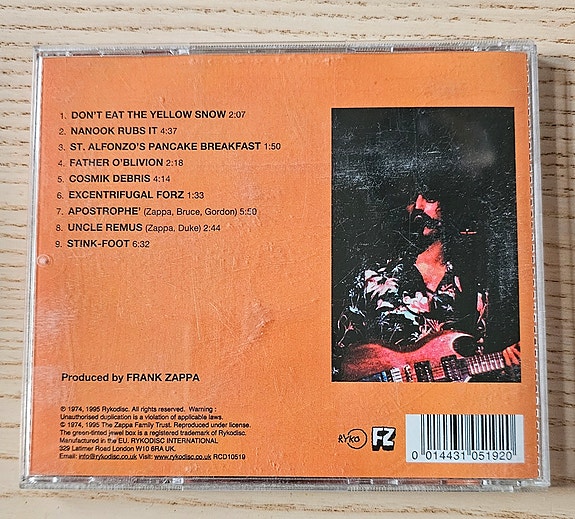 1. DON'T EAT THE YELLOW SNOW 2:07
2. NANOOK RUBS IT 4:37
3. ST. ALFONZO'S PANCAKE BREAKFAST 1:50
4. FATHER O'BLIVION 2:18
5. COSMIK DEBRIS 4:14
6. EXCENTRIFUGAL FORZ 1:33
7. APOSTROPHE' (Zappa, Bruce, Gordon) 5:50
8. UNCLE REMUS (Zappa, Duke) 2:44
9. STINK-FOOT 6:32
Produced by FRANK ZAPPA
℗ 1974, 1995 Rykodisc. All rights reserved. Warning :
Unauthorised duplication is a violation of applicable laws.
© 1974, 1995 The Zappa Family Trust. Reproduced under license.
The green-tinted jewel box is a registered trademark of Rykodisc.
Manufactured in the EU. RYKODISC INTERNATIONAL
329 Latimer Road London W10 6RA UK.
Email: info@rykodisc.co.uk Visit: www.rykodisc.co.uk RCD10519
RYKO
FZ
0 014431 051920